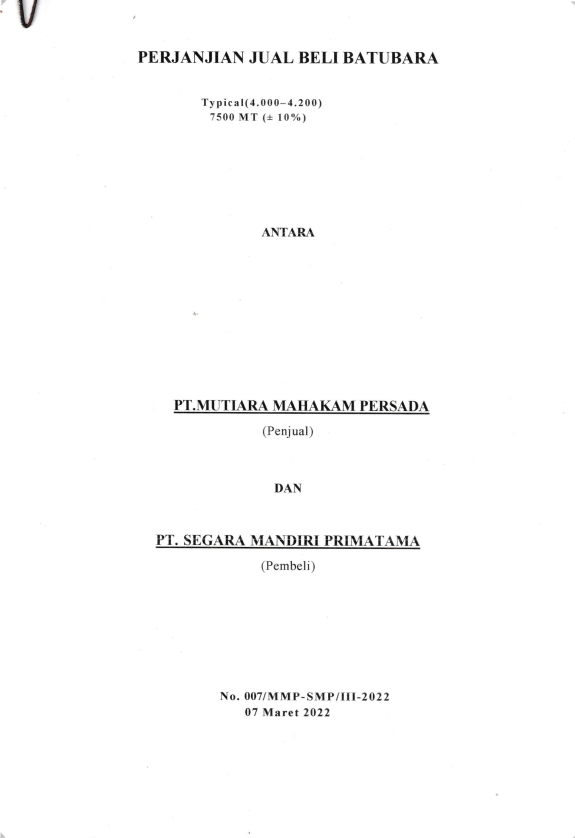 PERJANJIAN JUAL BELI BATUBARA
Typical(4.000–4.200)
7500 MT (± 10%)
ANTARA
PT.MUTIARA MAHAKAM PERSADA
(Penjual)
DAN
PT. SEGARA MANDIRI PRIMATAMA
(Pembeli)
No. 007/MMP-SMP/III-2022
07 Maret 2022